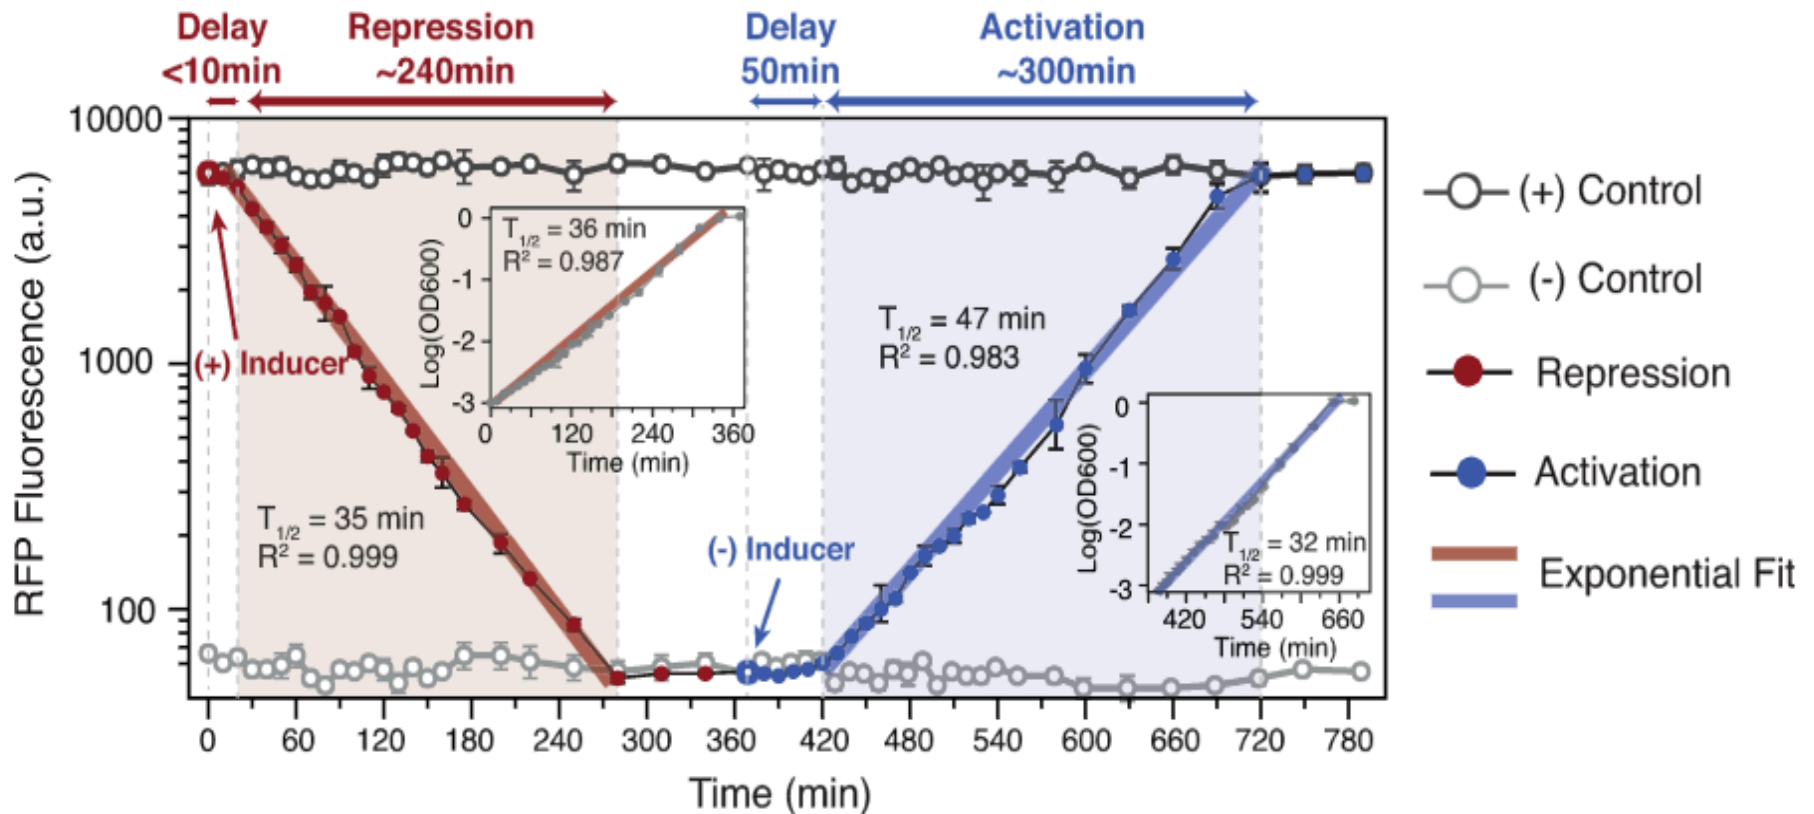 Delay
<10min
Repression
~240min
Delay
50min
Activation
~300min
RFP Fluorescence (a.u.)
10000
1000
100
(+) Inducer
T1/2 = 35 min
R2 = 0.999
Log(OD600)
0
-1
-2
-3
T1/2 = 36 min
R2 = 0.987
0 120 240 360
Time (min)
(-) Inducer
T1/2 = 47 min
R2 = 0.983
Log(OD600)
0
-1
-2
-3
T1/2 = 32 min
R2 = 0.999
420 540 660
Time (min)
0 60 120 180 240 300 360 420 480 540 600 660 720 780
Time (min)
(+) Control
(-) Control
Repression
Activation
Exponential Fit